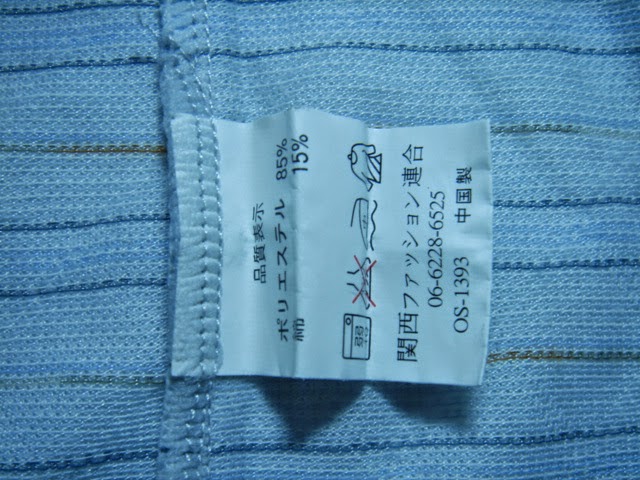 品質表示
ポリエステル 85%
綿 15%
弱
40
関西ファッション連合
06-6228-6525
OS-1393 中国製